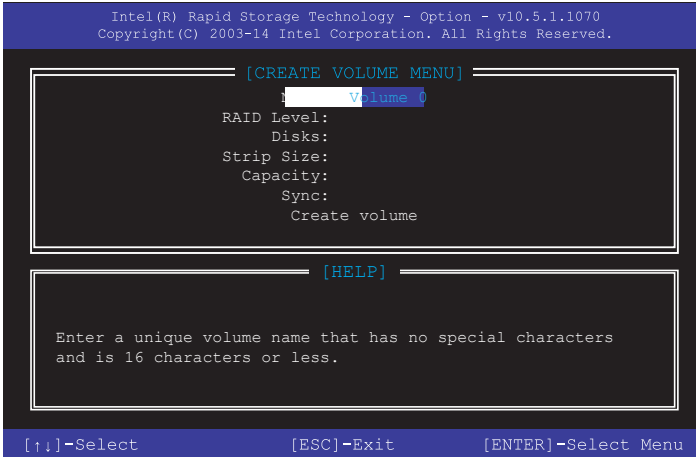 Intel(R) Rapid Storage Technology - Option - v10.5.1.1070
Copyright(C) 2003-14 Intel Corporation. All Rights Reserved.
[CREATE VOLUME MENU]
Volume 0
RAID Level:
Disks:
Strip Size:
Capacity:
Sync:
Create volume
[HELP]
Enter a unique volume name that has no special characters
and is 16 characters or less.
[↑↓]-Select [ESC]-Exit [ENTER]-Select Menu